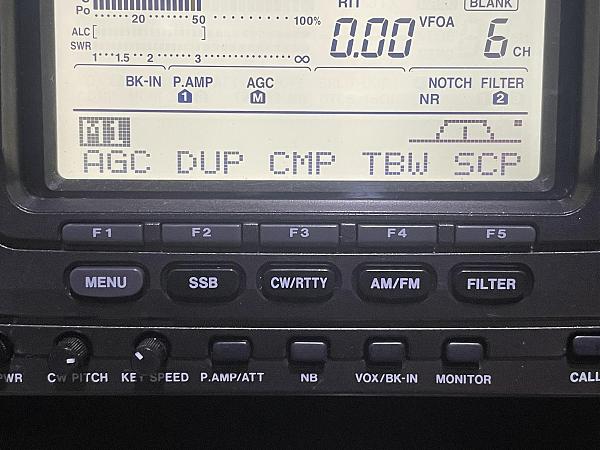 S
Po 20 50 100% RIT BLANK
ALC 0.00 VFOA 6 CH
SWR
1 1.5 2 3 ∞
BK-IN P.AMP AGC NOTCH FILTER
1 M NR 2
M1
AGC DUP CMP TBW SCP
F1 F2 F3 F4 F5
MENU SSB CW/RTTY AM/FM FILTER
PWR CW PITCH KEY SPEED P.AMP/ATT NB VOX/BK-IN MONITOR CALL